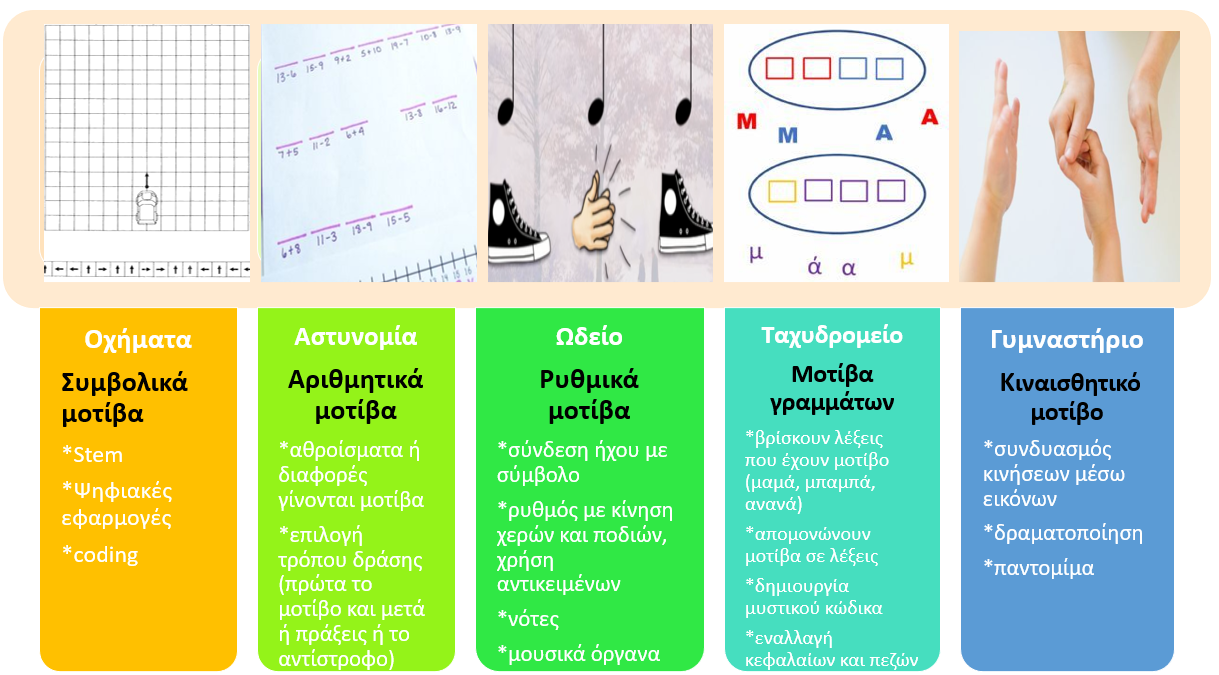 13-6 15-9 9+2 5+10 19-7 10-8 13-9
13-8 16-12
7+5 11-2 6+4
6+8 11-3 18-9 15-5
M M A A
μ ά α μ
Οχήματα
Συμβολικά
μοτίβα
*Stem
*Ψηφιακές
εφαρμογές
*coding
Αστυνομία
Αριθμητικά
μοτίβα
*αθροίσματα ή
διαφορές
γίνονται μοτίβα
*επιλογή
τρόπου δράσης
(πρώτα το
μοτίβο και μετά
ή πράξεις ή το
αντίστροφο)
Ωδείο
Ρυθμικά
μοτίβα
*σύνδεση ήχου με
σύμβολο
*ρυθμός με κίνηση
χερών και ποδιών,
χρήση
αντικειμένων
*νότες
*μουσικά όργανα
Ταχυδρομείο
Μοτίβα
γραμμάτων
*βρίσκουν λέξεις
που έχουν μοτίβο
(μαμά, μπαμπά,
ανανά)
*απομονώνουν
μοτίβα σε λέξεις
*δημιουργία
μυστικού κώδικα
*εναλλαγή
κεφαλαίων και πεζών
Γυμναστήριο
Κιναισθητικό
μοτίβο
*συνδυασμός
κινήσεων μέσω
εικόνων
*δραματοποίηση
*παντομίμα